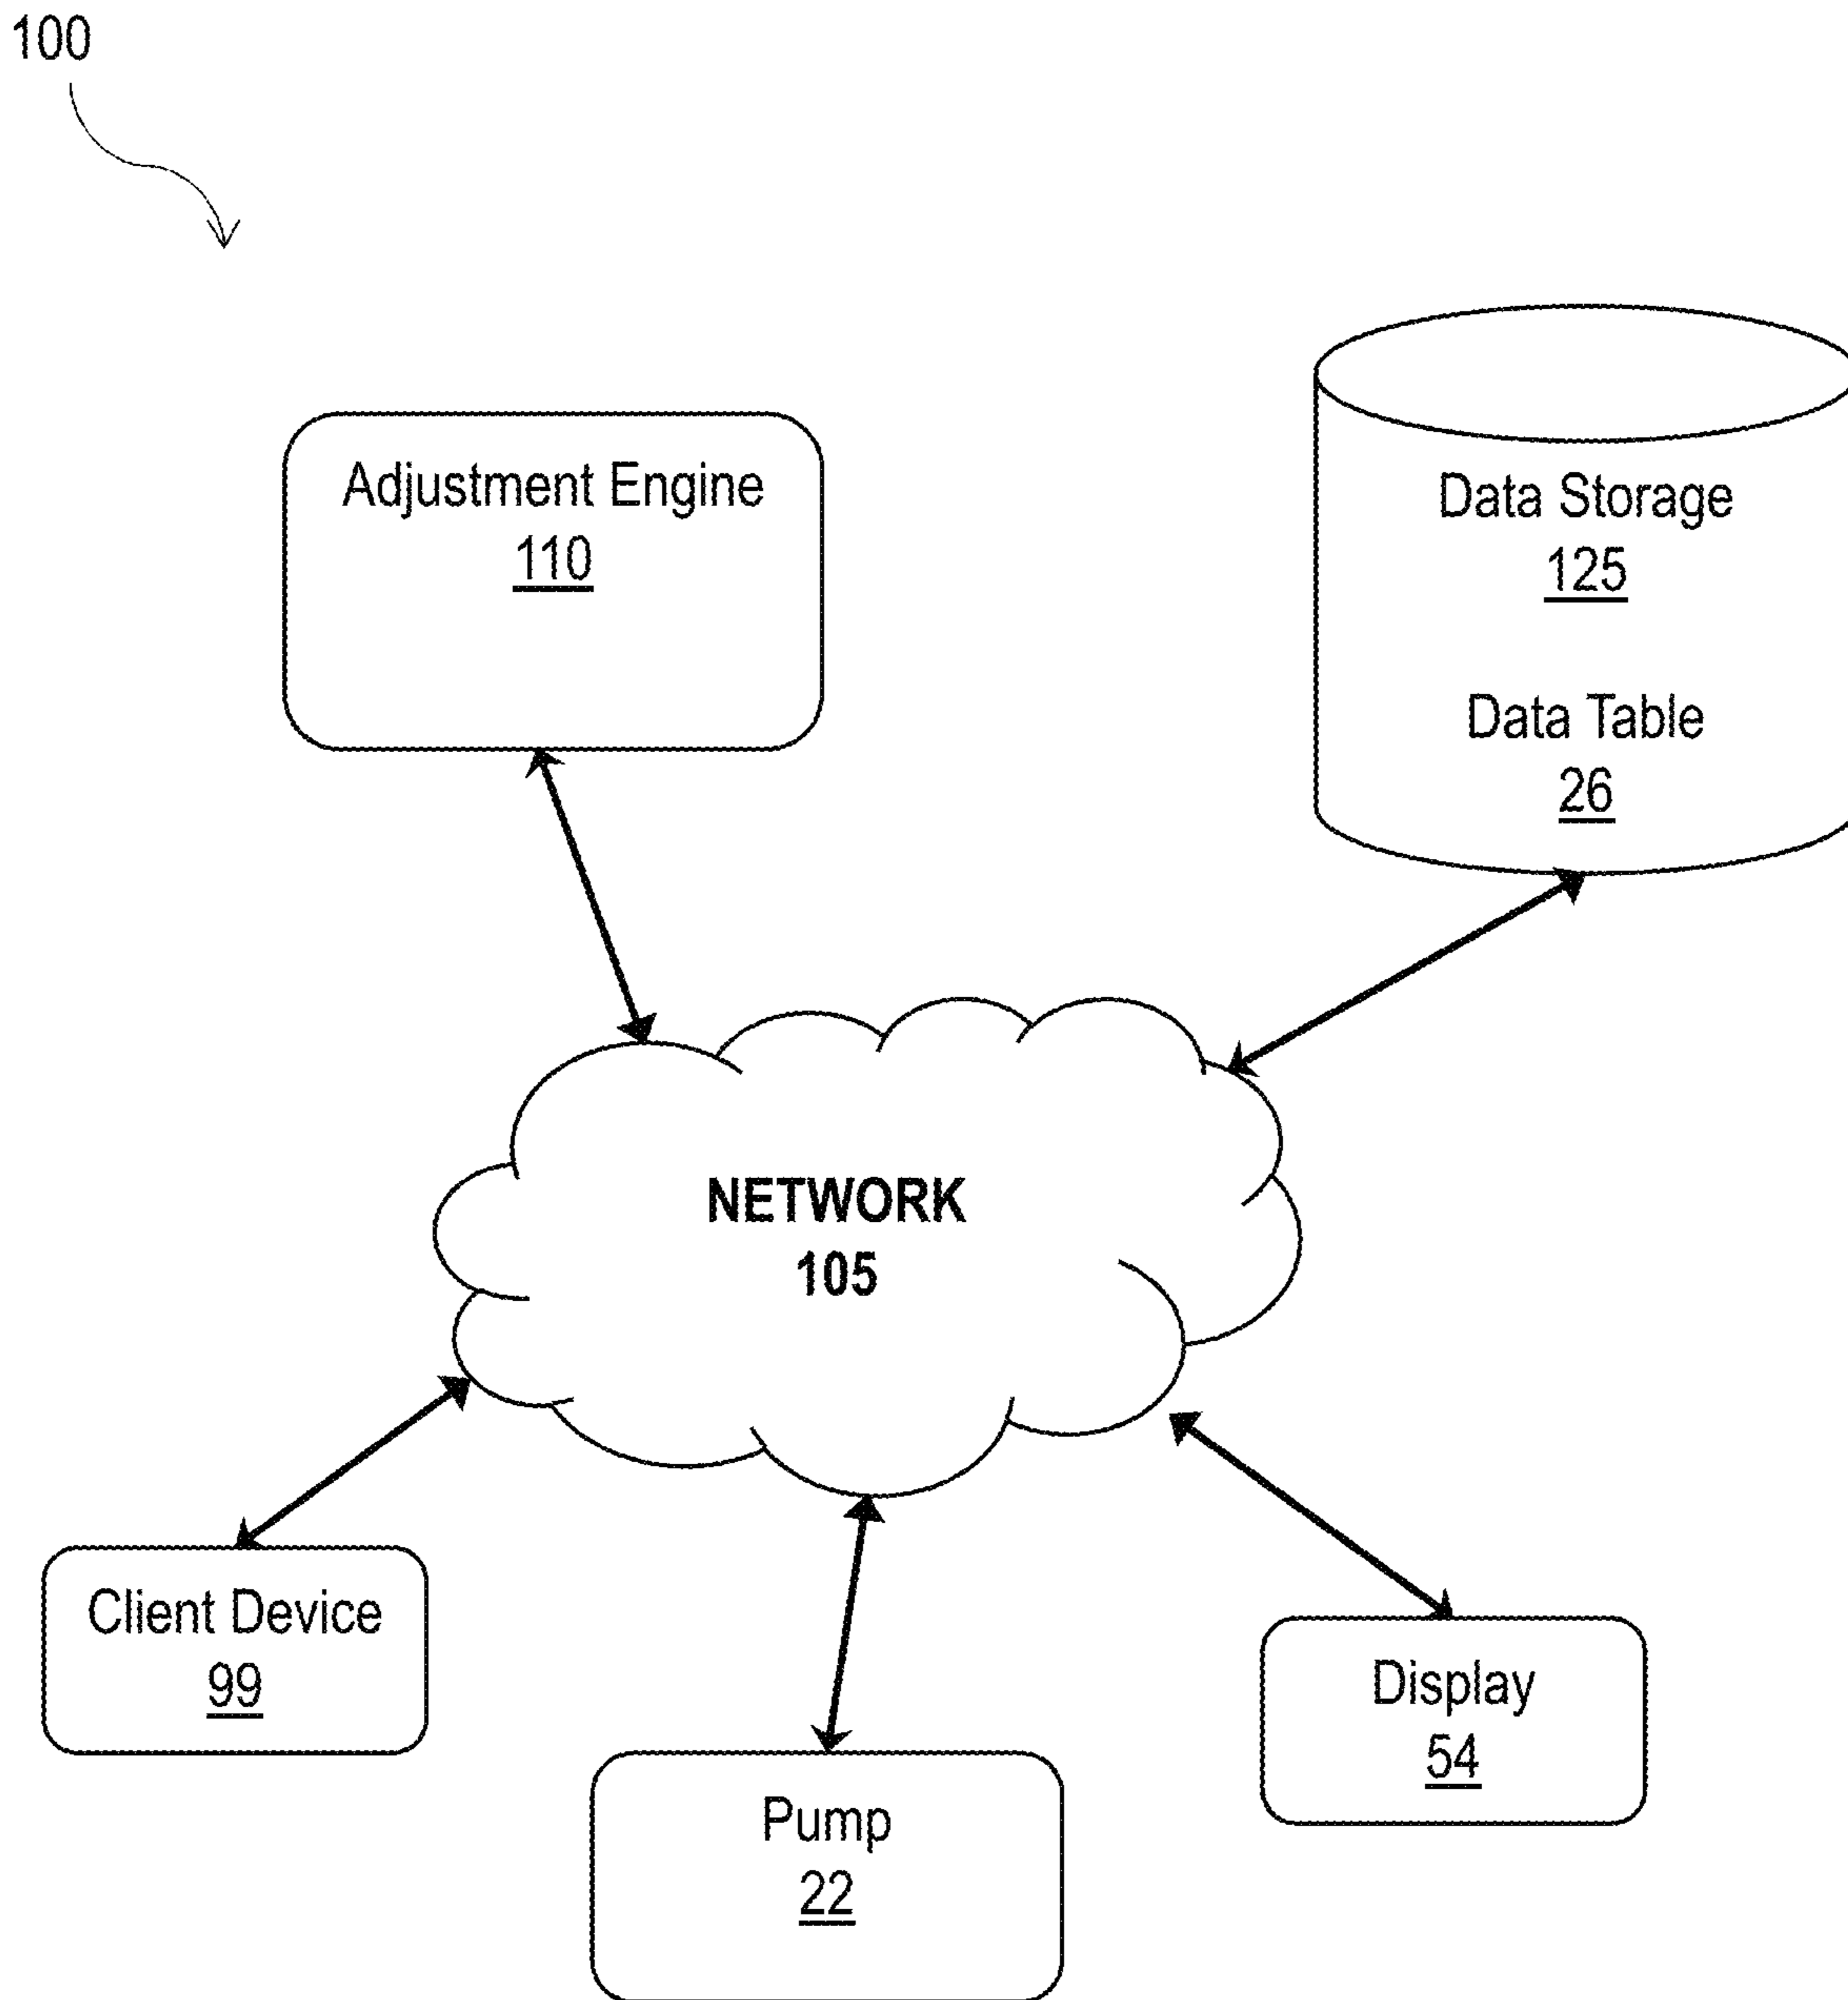 100
Adjustment Engine
110
Data Storage
125
Data Table
26
NETWORK
105
Client Device
99
Display
54
Pump
22